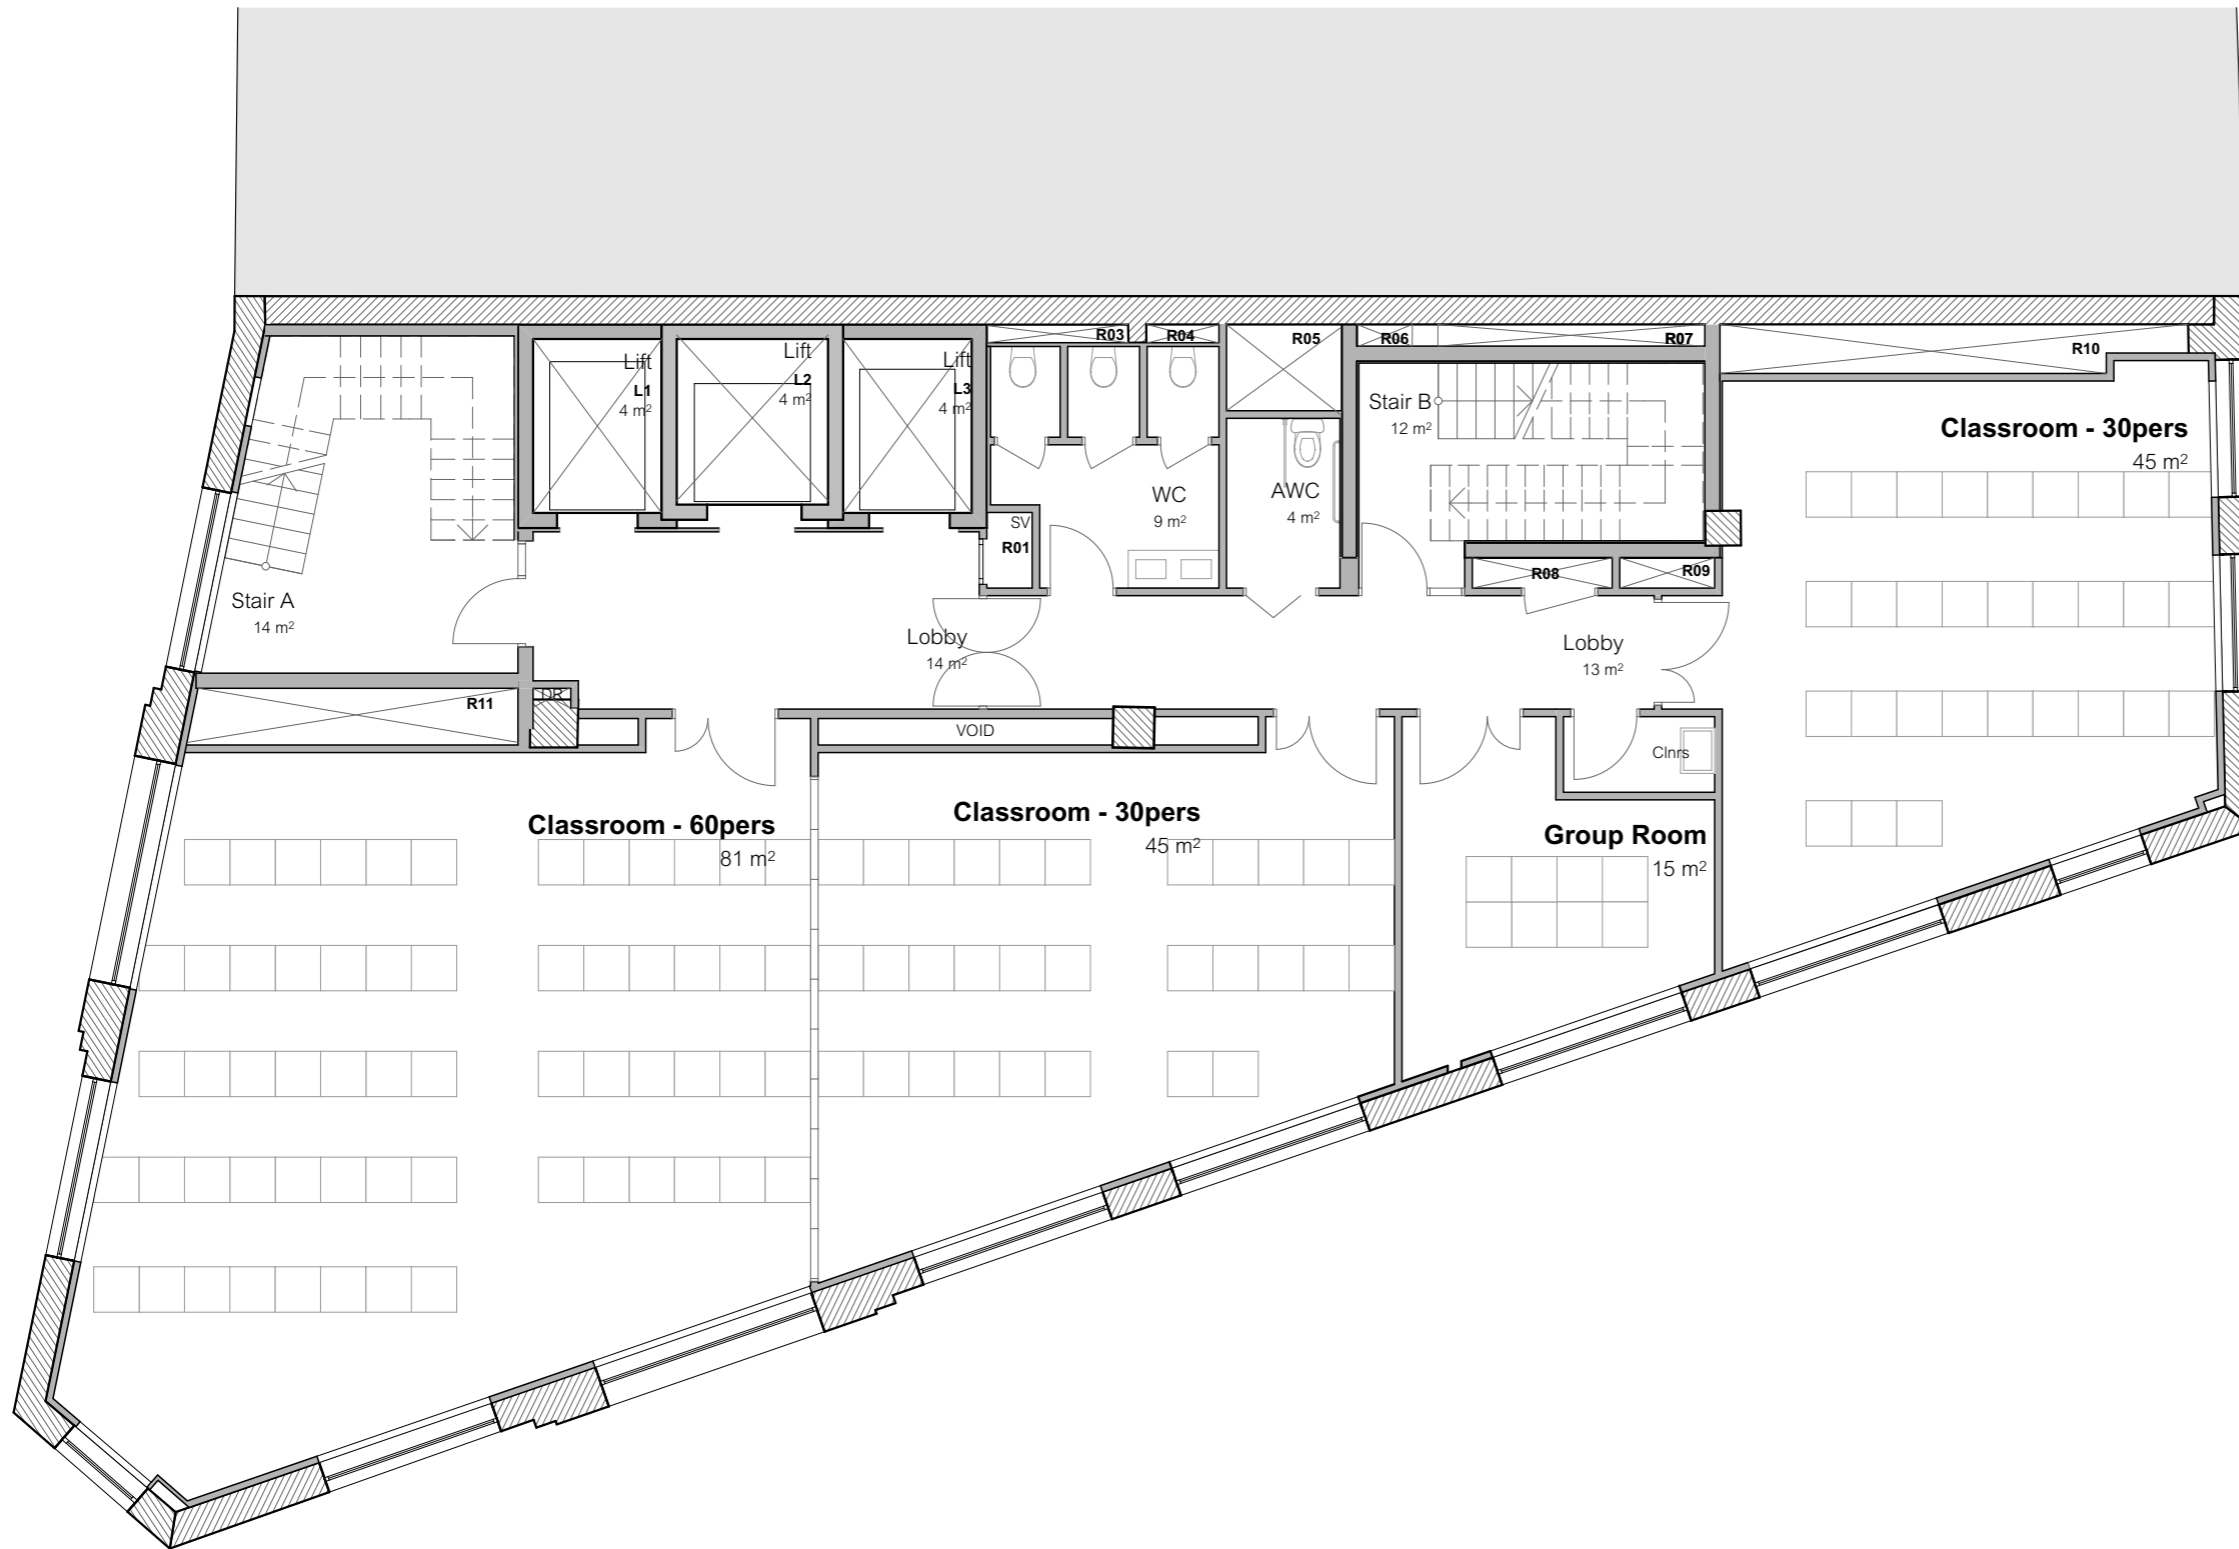 R03
R04
R05
R06
R07
R10
Lift
L1
4 m²
Lift
L2
4 m²
Lift
L3
4 m²
Stair B
12 m²
Classroom - 30pers
45 m²
WC
9 m²
AWC
4 m²
SV
R01
R08
R09
Stair A
14 m²
Lobby
14 m²
Lobby
13 m²
R11
DR
VOID
Clnrs
Classroom - 60pers
81 m²
Classroom - 30pers
45 m²
Group Room
15 m²